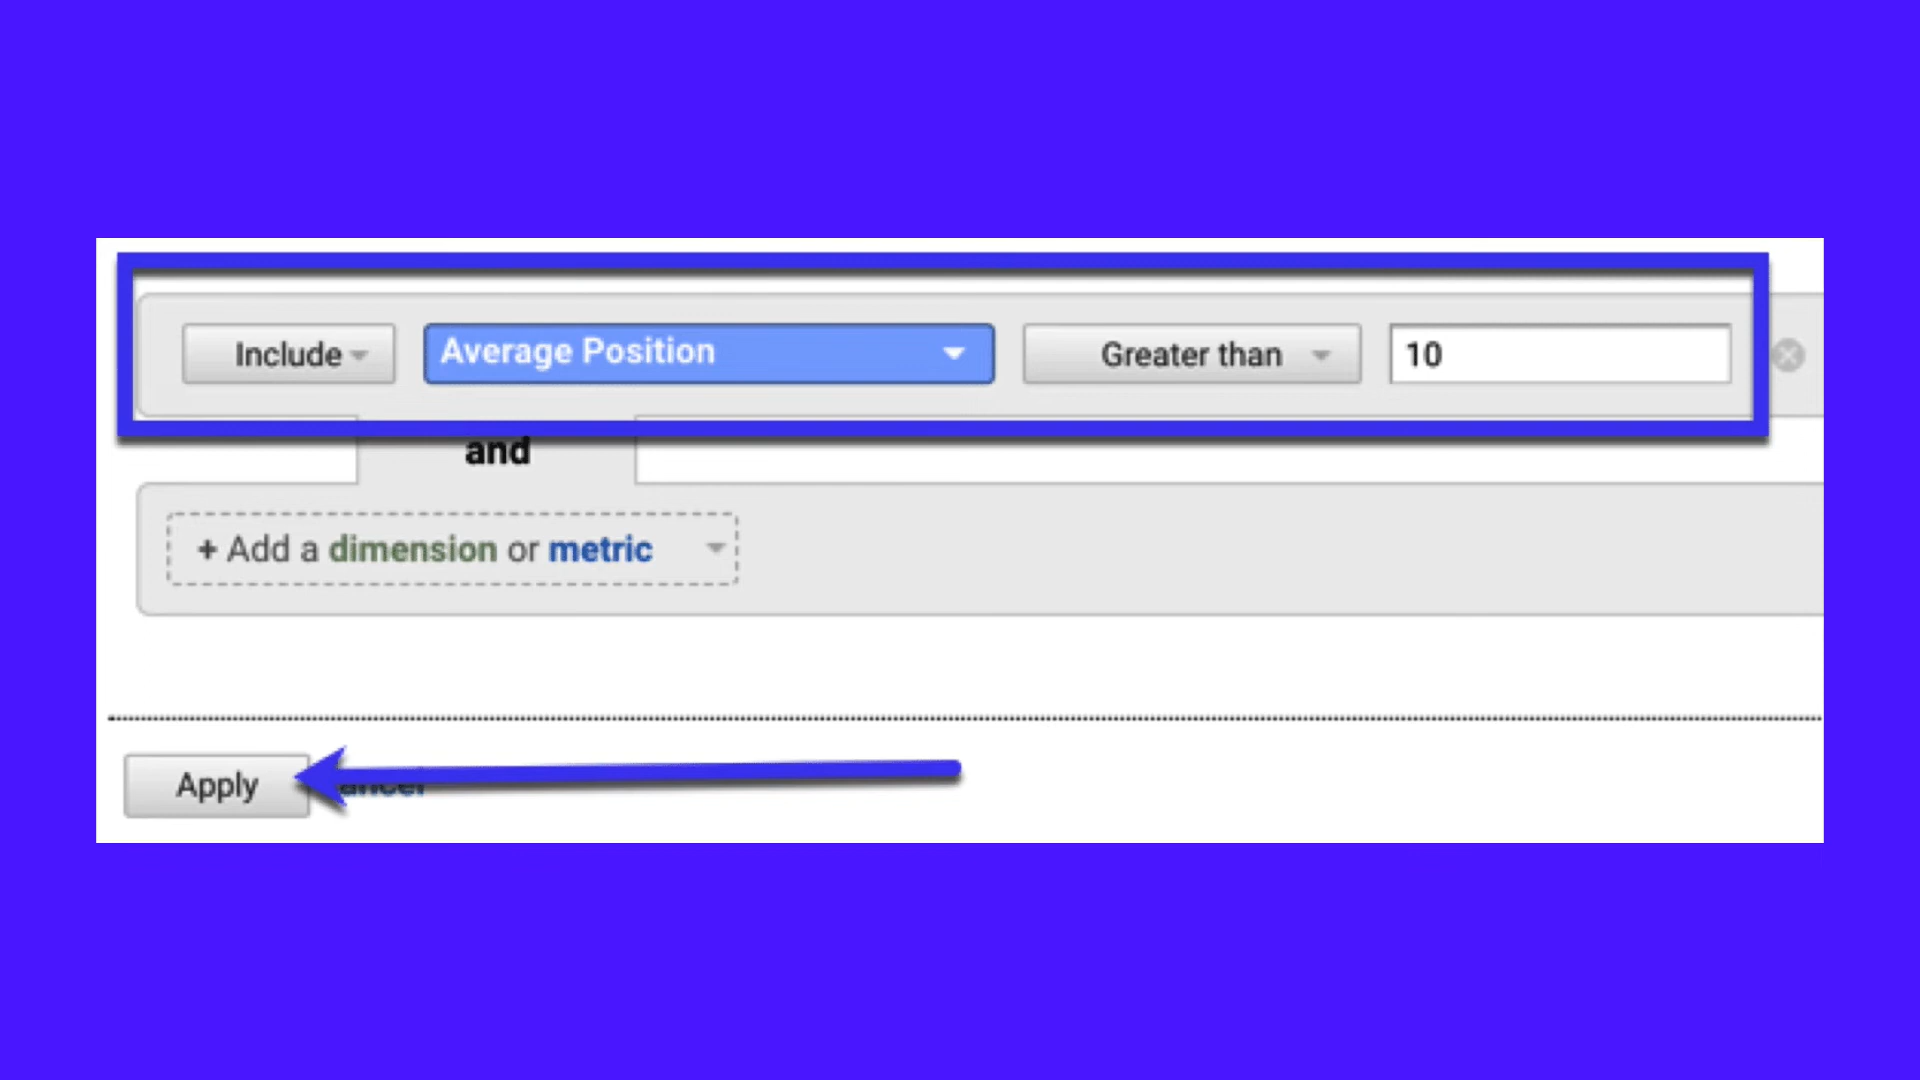 Include Average Position Greater than 10
and
+ Add a dimension or metric
Apply